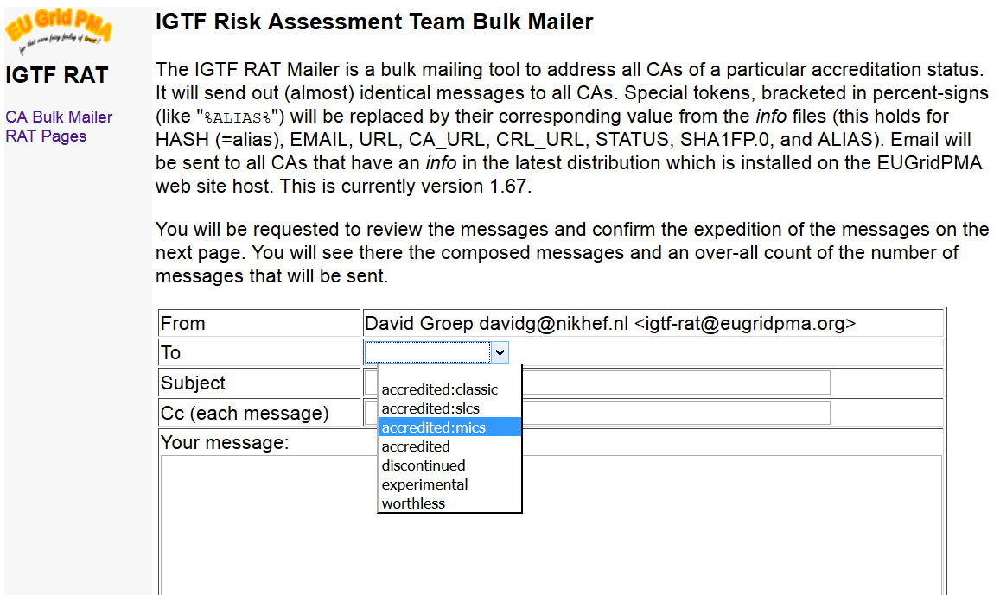 EU Grid PMA
for that warm fuzzy feeling of trust!
IGTF RAT
CA Bulk Mailer
RAT Pages
IGTF Risk Assessment Team Bulk Mailer
The IGTF RAT Mailer is a bulk mailing tool to address all CAs of a particular accreditation status.
It will send out (almost) identical messages to all CAs. Special tokens, bracketed in percent-signs
(like "%ALIAS%") will be replaced by their corresponding value from the info files (this holds for
HASH (=alias), EMAIL, URL, CA_URL, CRL_URL, STATUS, SHA1FP.0, and ALIAS). Email will
be sent to all CAs that have an info in the latest distribution which is installed on the EUGridPMA
web site host. This is currently version 1.67.
You will be requested to review the messages and confirm the expedition of the messages on the
next page. You will see there the composed messages and an over-all count of the number of
messages that will be sent.
From
David Groep davidg@nikhef.nl <igtf-rat@eugridpma.org>
To
Subject
Cc (each message)
Your message:
accredited:classic
accredited:slcs
accredited:mics
accredited
discontinued
experimental
worthless